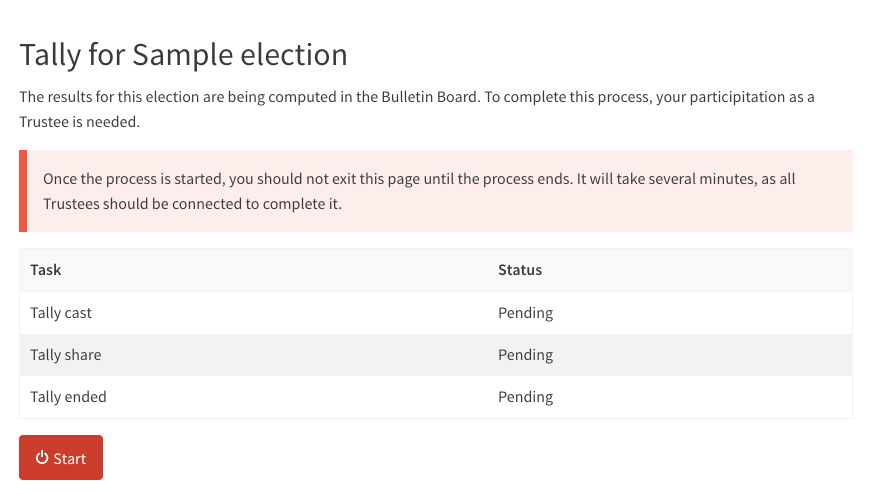 Tally for Sample election
The results for this election are being computed in the Bulletin Board. To complete this process, your participitation as a
Trustee is needed.
Once the process is started, you should not exit this page until the process ends. It will take several minutes, as all
Trustees should be connected to complete it.
Task Status
Tally cast Pending
Tally share Pending
Tally ended Pending
Start